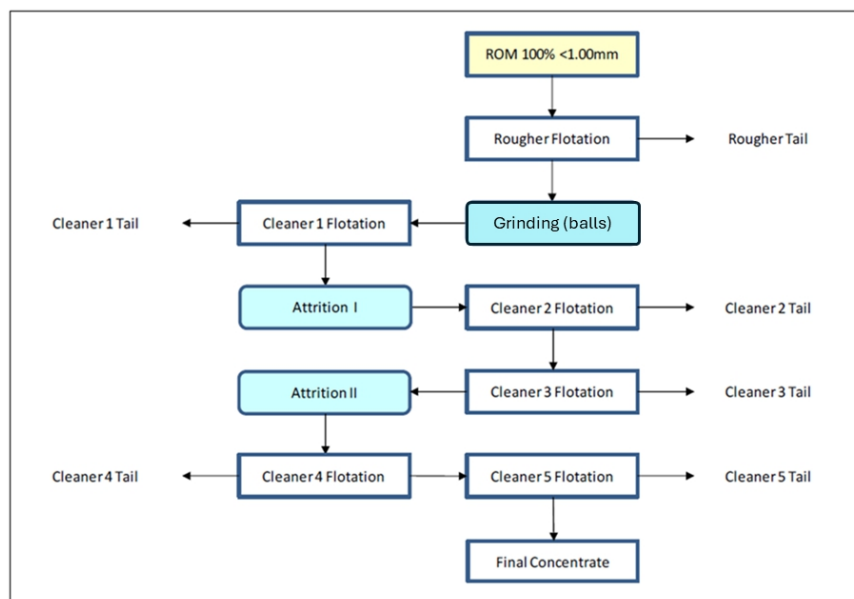 ROM 100% <1.00mm
Rougher Flotation
Rougher Tail
Cleaner 1 Tail
Cleaner 1 Flotation
Grinding (balls)
Attrition I
Cleaner 2 Flotation
Cleaner 2 Tail
Attrition II
Cleaner 3 Flotation
Cleaner 3 Tail
Cleaner 4 Tail
Cleaner 4 Flotation
Cleaner 5 Flotation
Cleaner 5 Tail
Final Concentrate